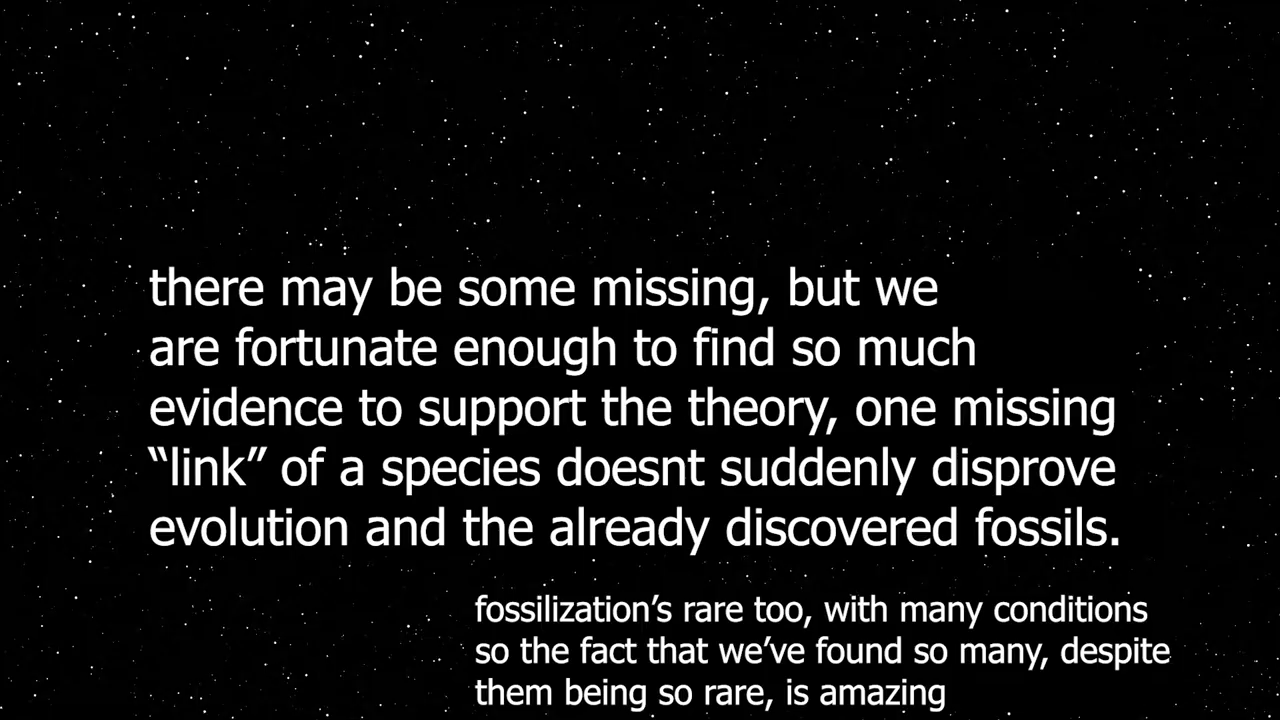 there may be some missing, but we
are fortunate enough to find so much
evidence to support the theory, one missing
“link” of a species doesnt suddenly disprove
evolution and the already discovered fossils.
fossilization’s rare too, with many conditions
so the fact that we’ve found so many, despite
them being so rare, is amazing